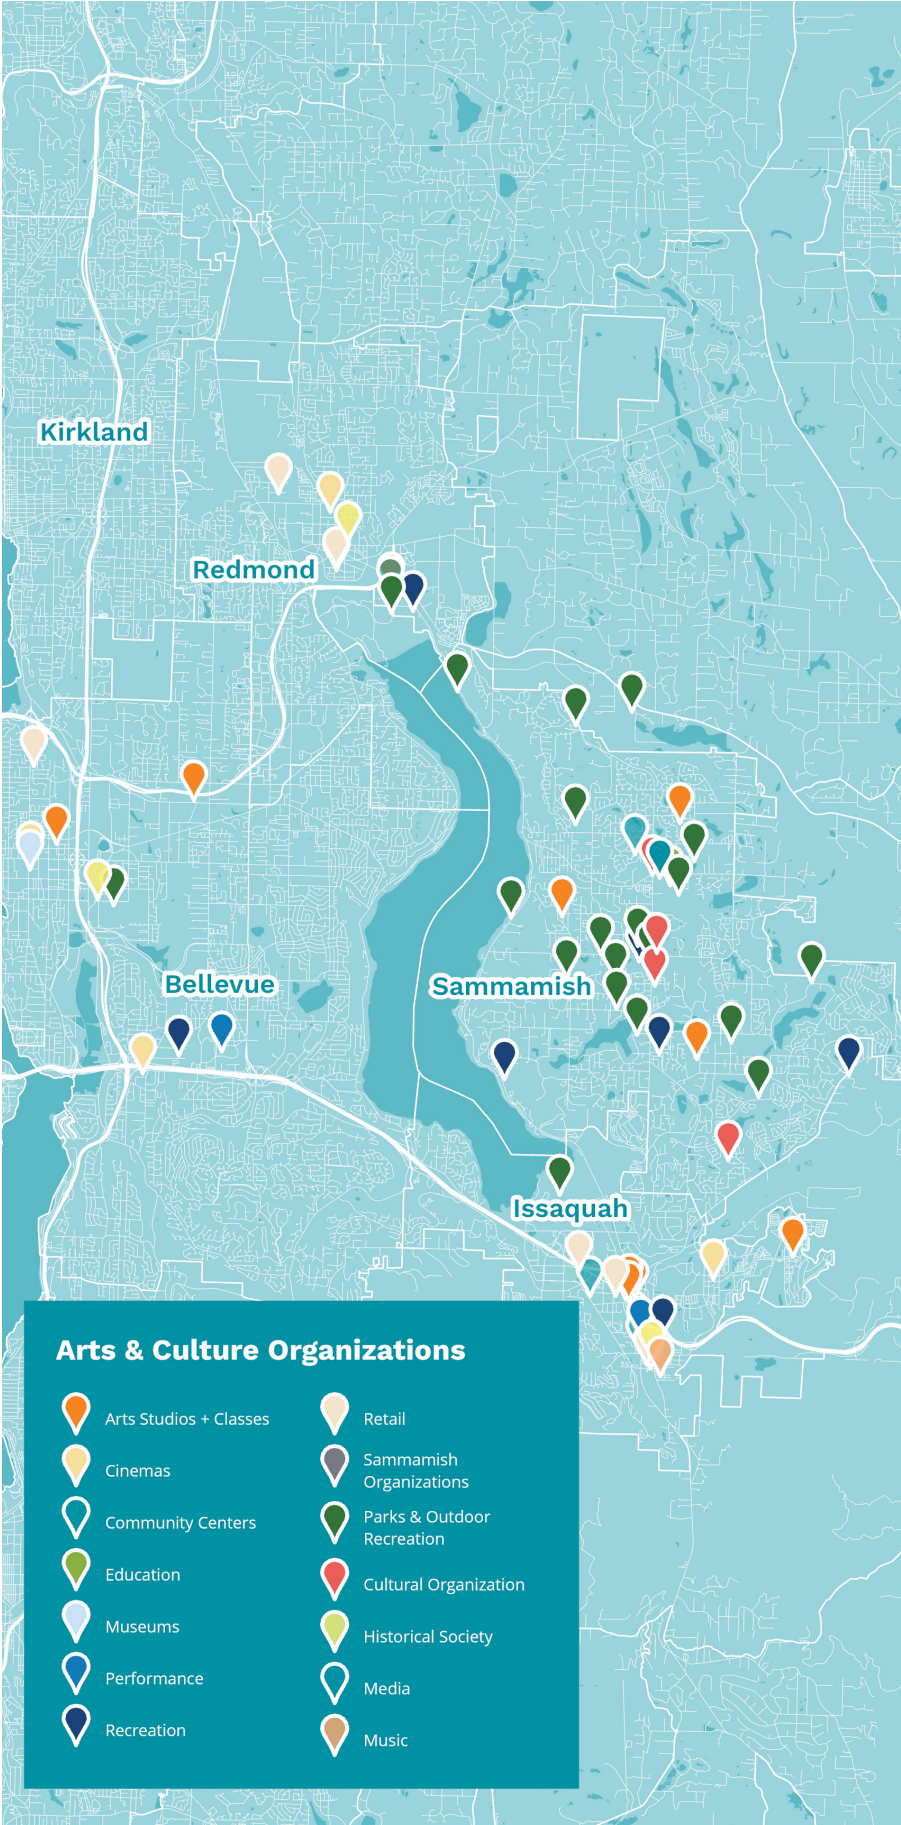 Kirkland
Redmond
Bellevue
Sammamish
Issaquah
Arts & Culture Organizations
Arts Studios + Classes
Cinemas
Community Centers
Education
Museums
Performance
Recreation
Retail
Sammamish
Organizations
Parks & Outdoor
Recreation
Cultural Organization
Historical Society
Media
Music